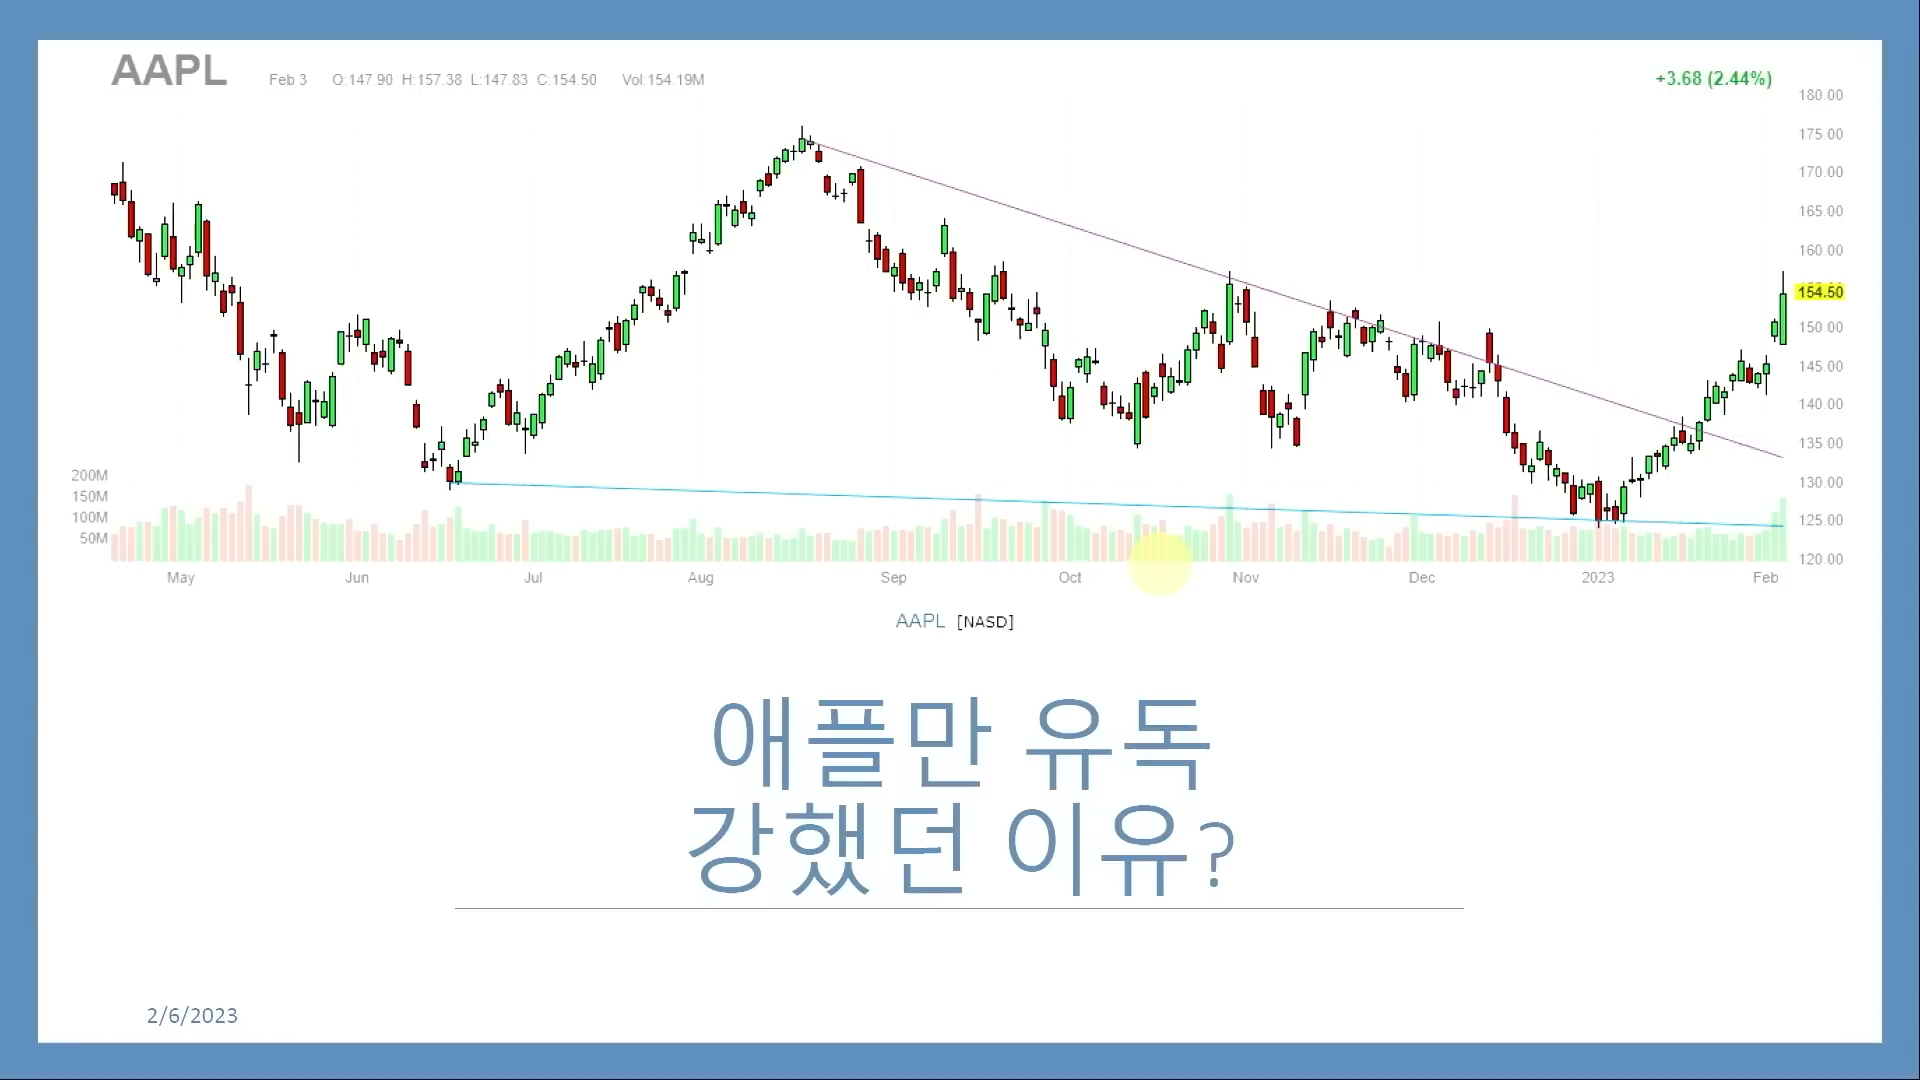 AAPL Feb 3 O:147.90 H:157.38 L:147.83 C:154.50 Vol:154.19M +3.68 (2.44%)
180.00
175.00
170.00
165.00
160.00
154.50
150.00
145.00
140.00
135.00
130.00
125.00
120.00
200M
150M
100M
50M
May Jun Jul Aug Sep Oct Nov Dec 2023 Feb
AAPL [NASD]
애플만 유독
강했던 이유?
2/6/2023